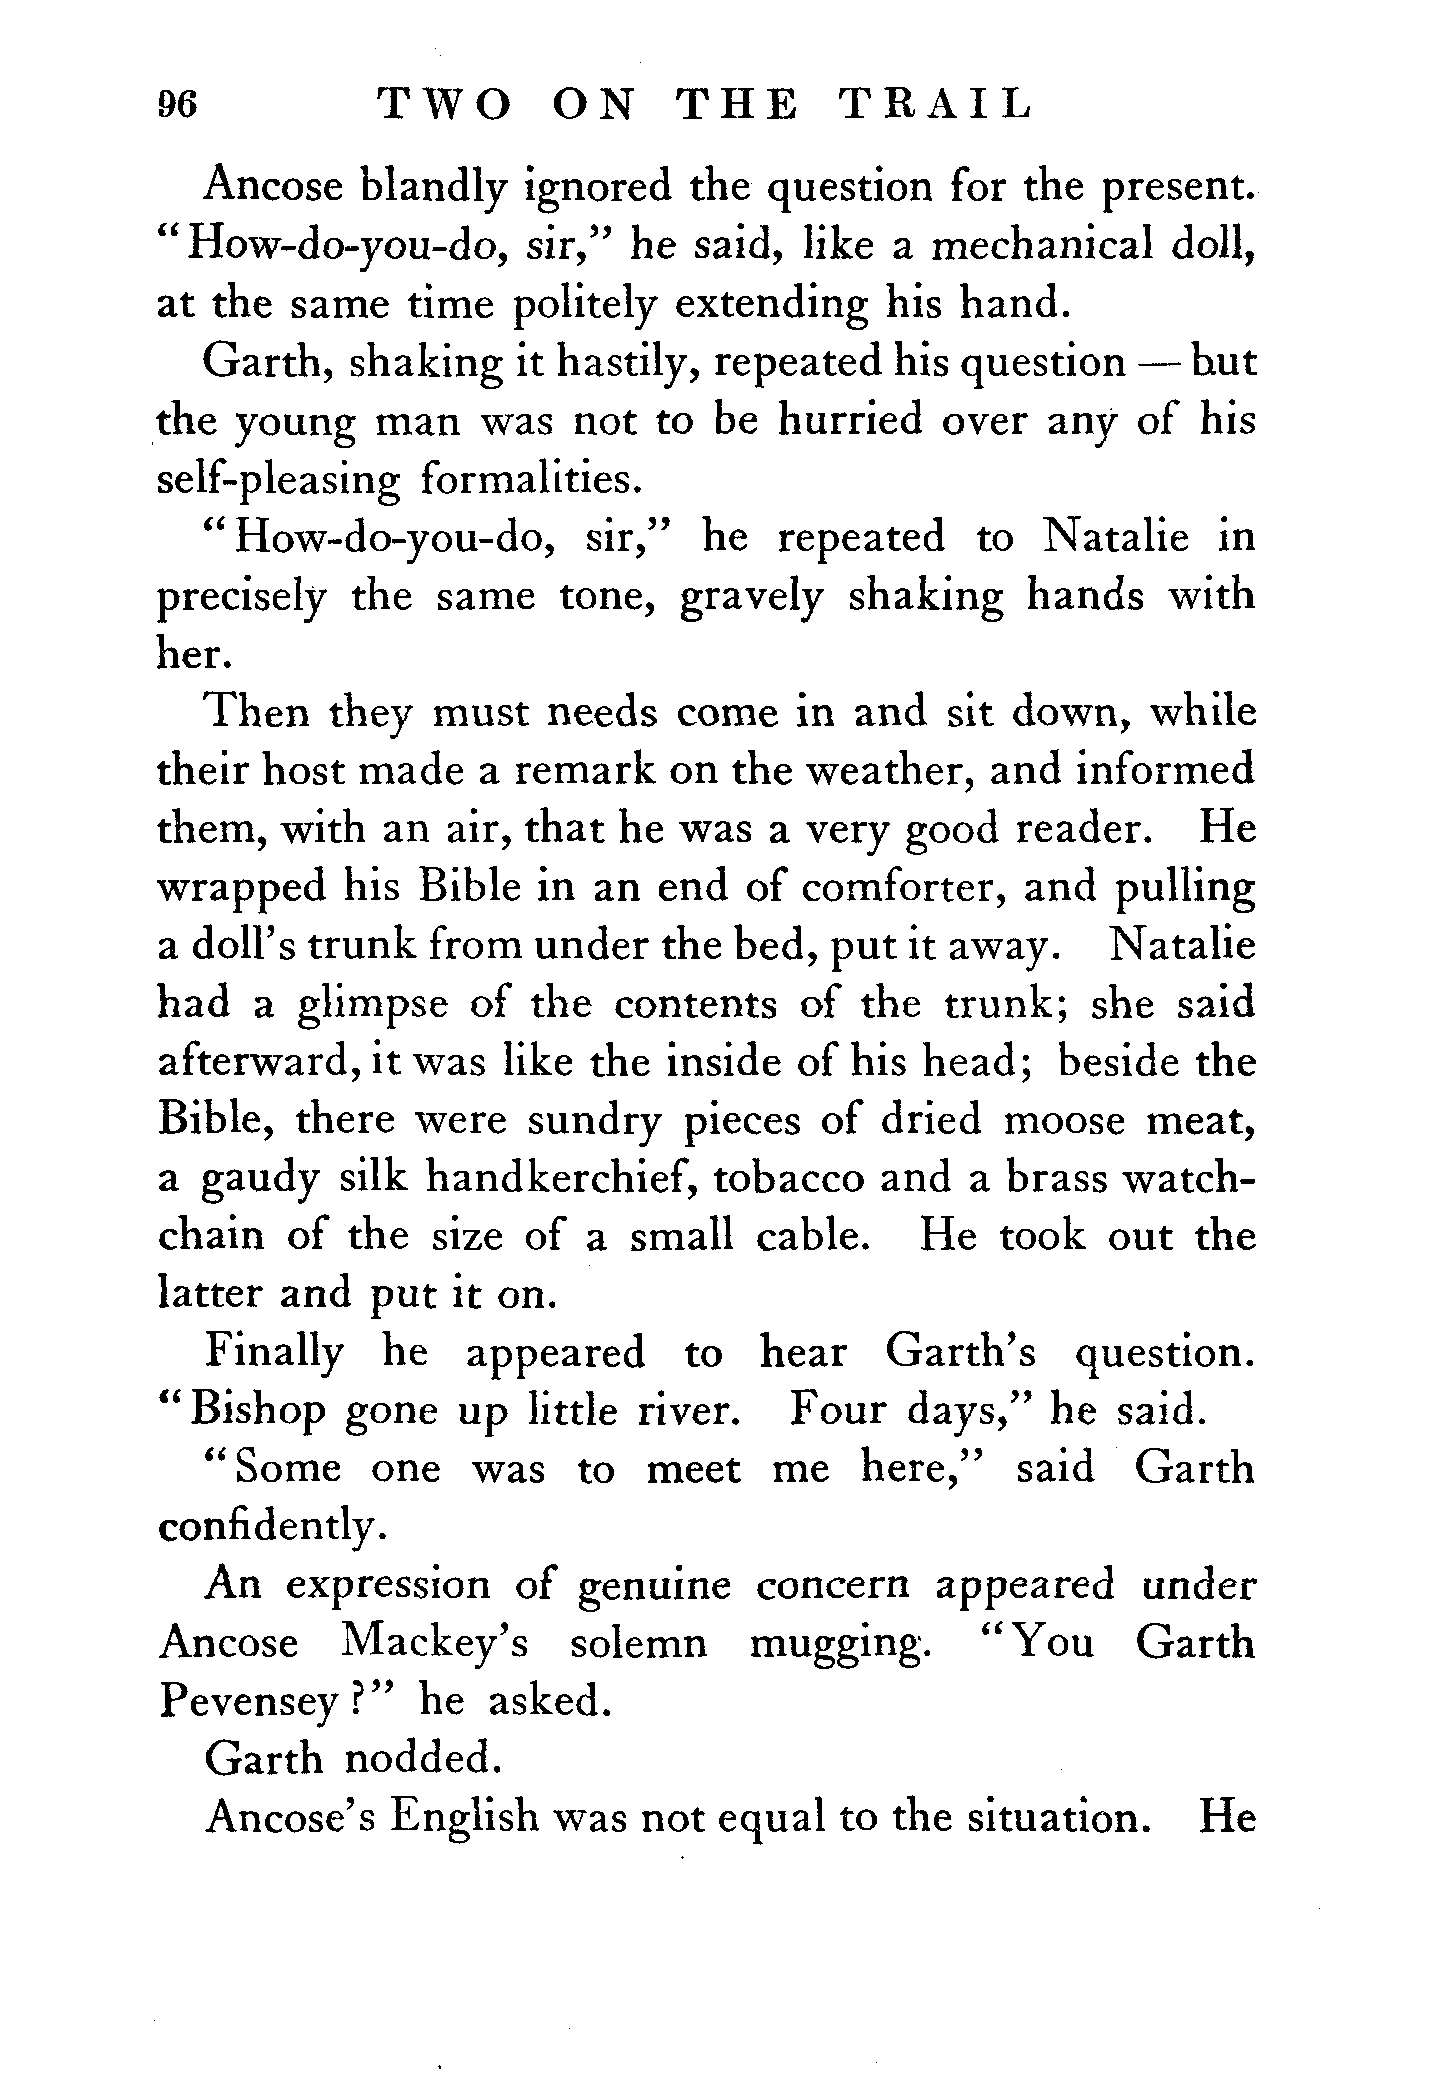 96 TWO ON THE TRAIL
Ancose blandly ignored the question for the present.
“How-do-you-do, sir,” he said, like a mechanical doll,
at the same time politely extending his hand.
Garth, shaking it hastily, repeated his question — but
the young man was not to be hurried over any of his
self-pleasing formalities.
“How-do-you-do, sir,” he repeated to Natalie in
precisely the same tone, gravely shaking hands with
her.
Then they must needs come in and sit down, while
their host made a remark on the weather, and informed
them, with an air, that he was a very good reader. He
wrapped his Bible in an end of comforter, and pulling
a doll’s trunk from under the bed, put it away. Natalie
had a glimpse of the contents of the trunk; she said
afterward, it was like the inside of his head; beside the
Bible, there were sundry pieces of dried moose meat,
a gaudy silk handkerchief, tobacco and a brass watch-
chain of the size of a small cable. He took out the
latter and put it on.
Finally he appeared to hear Garth’s question.
“Bishop gone up little river. Four days,” he said.
“Some one was to meet me here,” said Garth
confidently.
An expression of genuine concern appeared under
Ancose Mackey’s solemn mugging. “You Garth
Pevensey?” he asked.
Garth nodded.
Ancose’s English was not equal to the situation. He